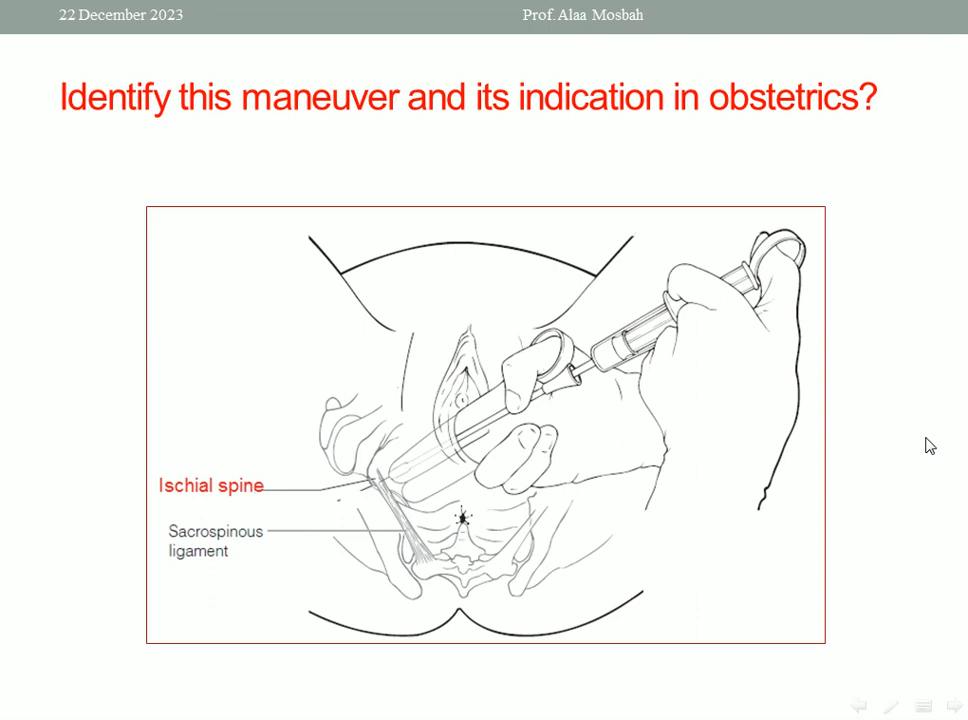 22 December 2023
Prof. Alaa Mosbah
Identify this maneuver and its indication in obstetrics?
Ischial spine
Sacrospinous
ligament